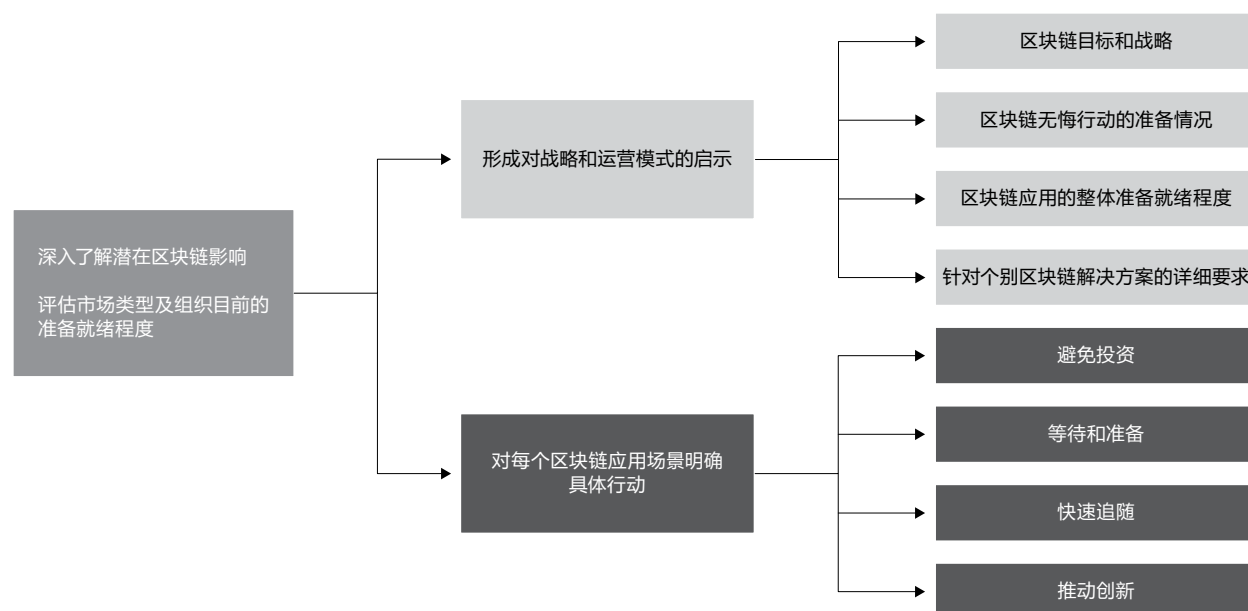 深入了解潜在区块链影响
评估市场类型及组织目前的
准备就绪程度
形成对战略和运营模式的启示
区块链目标和战略
区块链无悔行动的准备情况
区块链应用的整体准备就绪程度
针对个别区块链解决方案的详细要求
对每个区块链应用场景明确
具体行动
避免投资
等待和准备
快速追随
推动创新